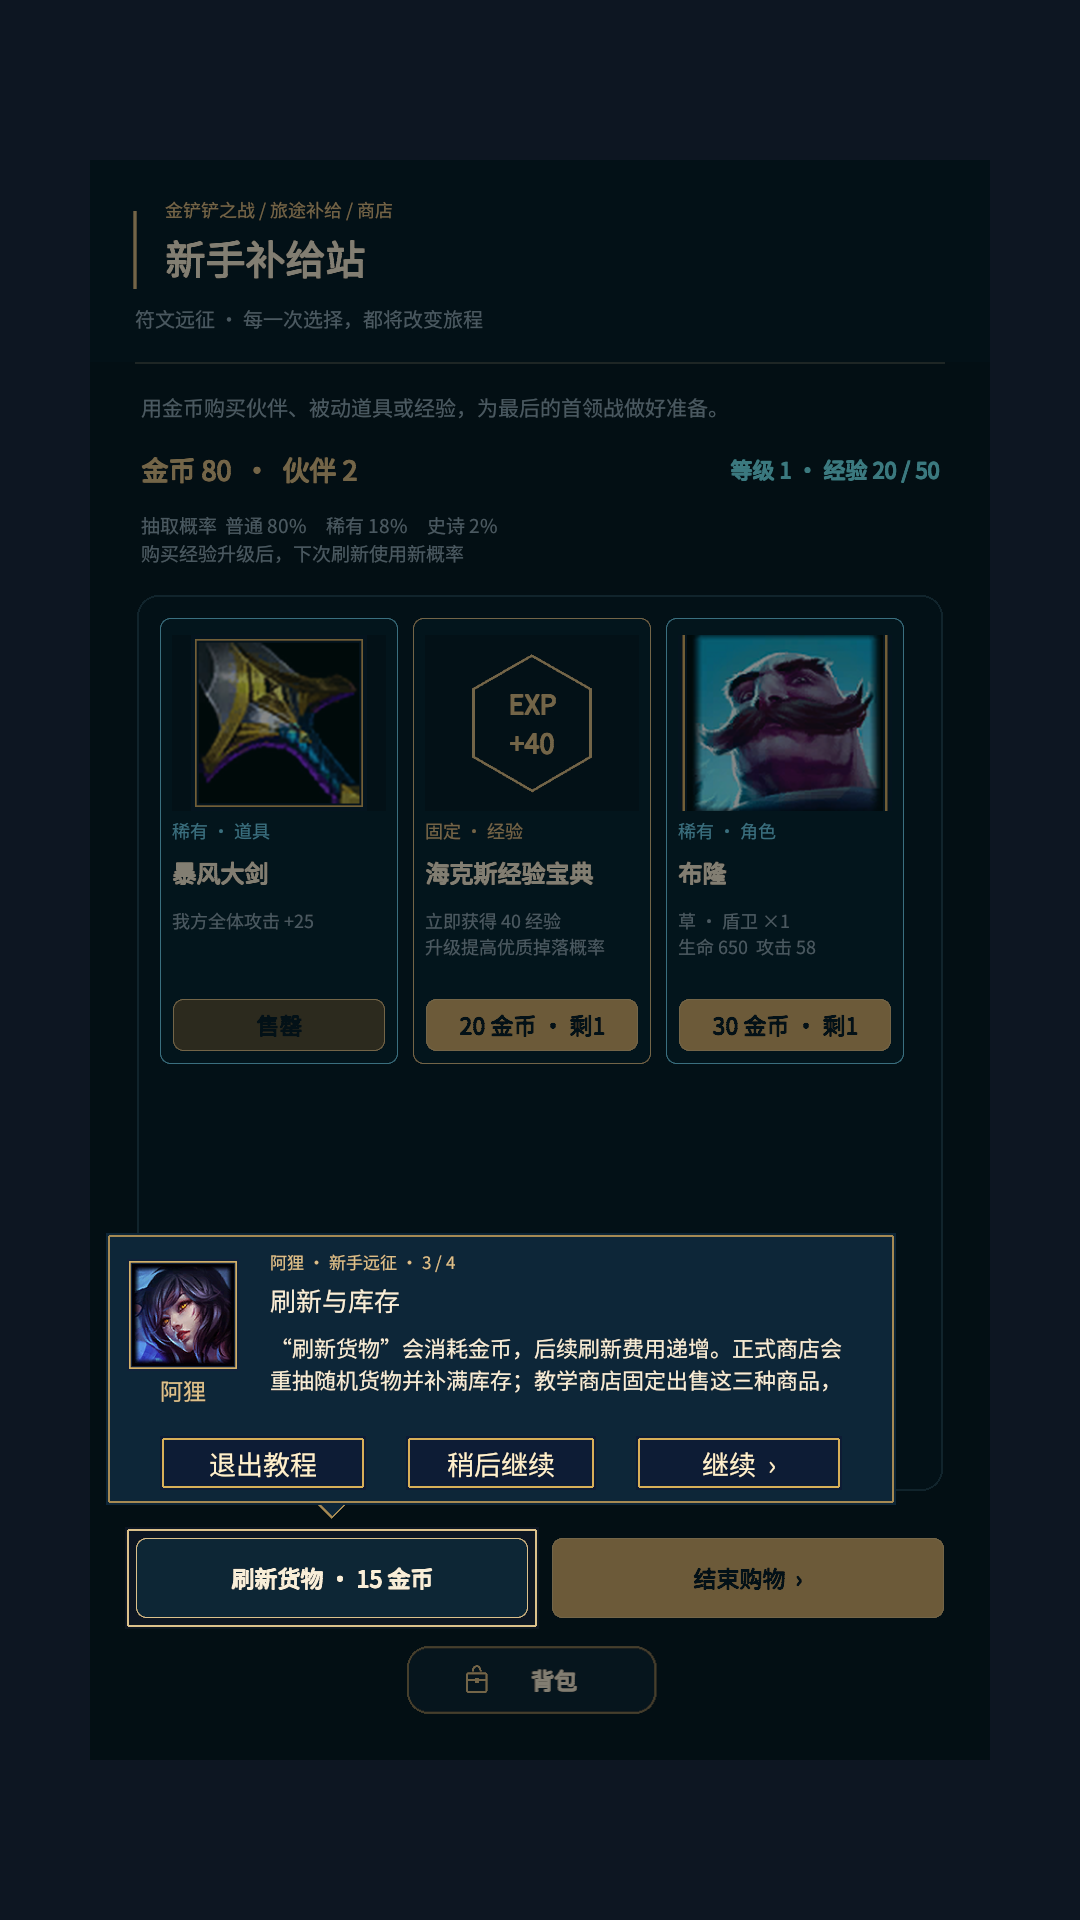 金铲铲之战 / 旅途补给 / 商店
新手补给站
符文远征 · 每一次选择，都将改变旅程
用金币购买伙伴、被动道具或经验，为最后的首领战做好准备。
金币 80 · 伙伴 2
等级 1 · 经验 20 / 50
抽取概率 普通 80% 稀有 18% 史诗 2%
购买经验升级后，下次刷新使用新概率
稀有 · 道具
暴风大剑
我方全体攻击 +25
售罄
EXP
+40
固定 · 经验
海克斯经验宝典
立即获得 40 经验
升级提高优质掉落概率
20 金币 · 剩1
稀有 · 角色
布隆
草 · 盾卫 ×1
生命 650 攻击 58
30 金币 · 剩1
阿狸 · 新手远征 · 3 / 4
刷新与库存
“刷新货物”会消耗金币，后续刷新费用递增。正式商店会
重抽随机货物并补满库存；教学商店固定出售这三种商品，
阿狸
退出教程
稍后继续
继续 ›
刷新货物 · 15 金币
结束购物 ›
背包